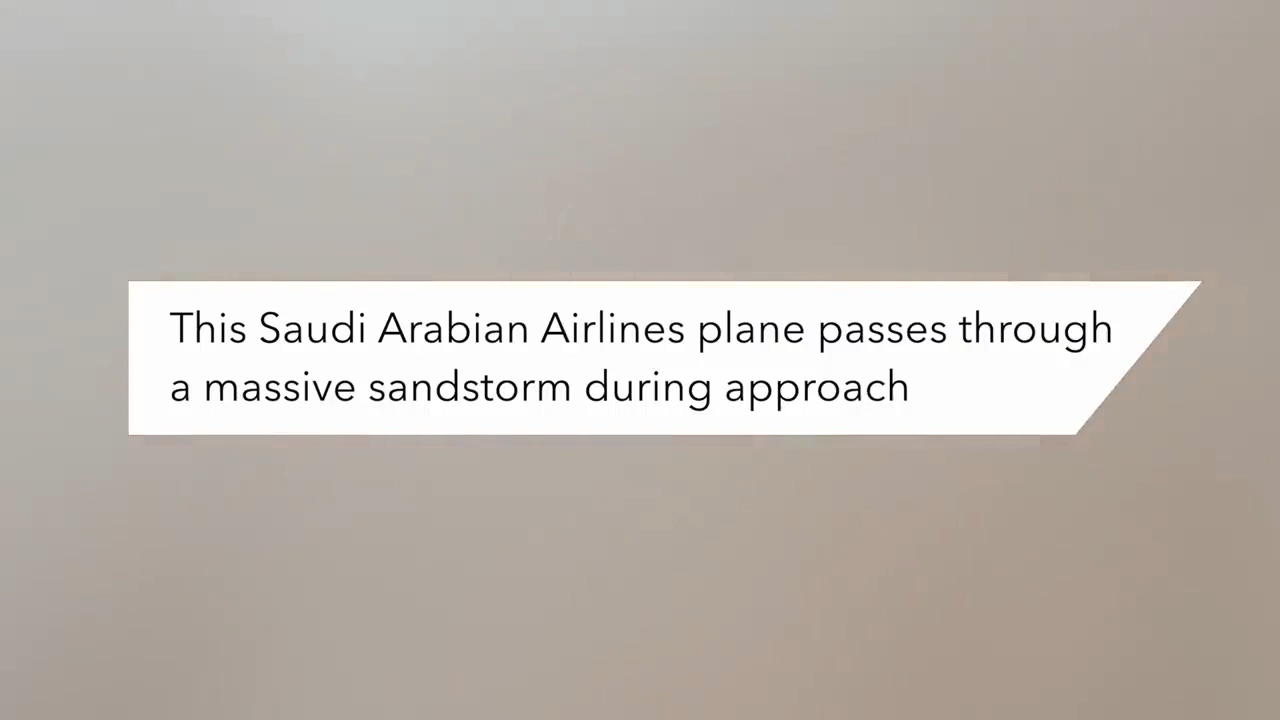 This Saudi Arabian Airlines plane passes through
a massive sandstorm during approach